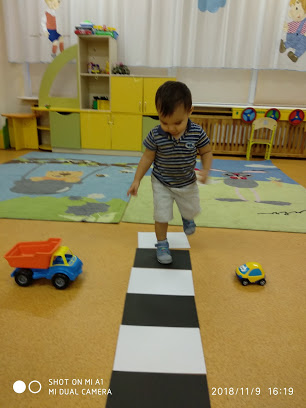 SHOT ON MI A1
MI DUAL CAMERA
2018/11/9 16:19